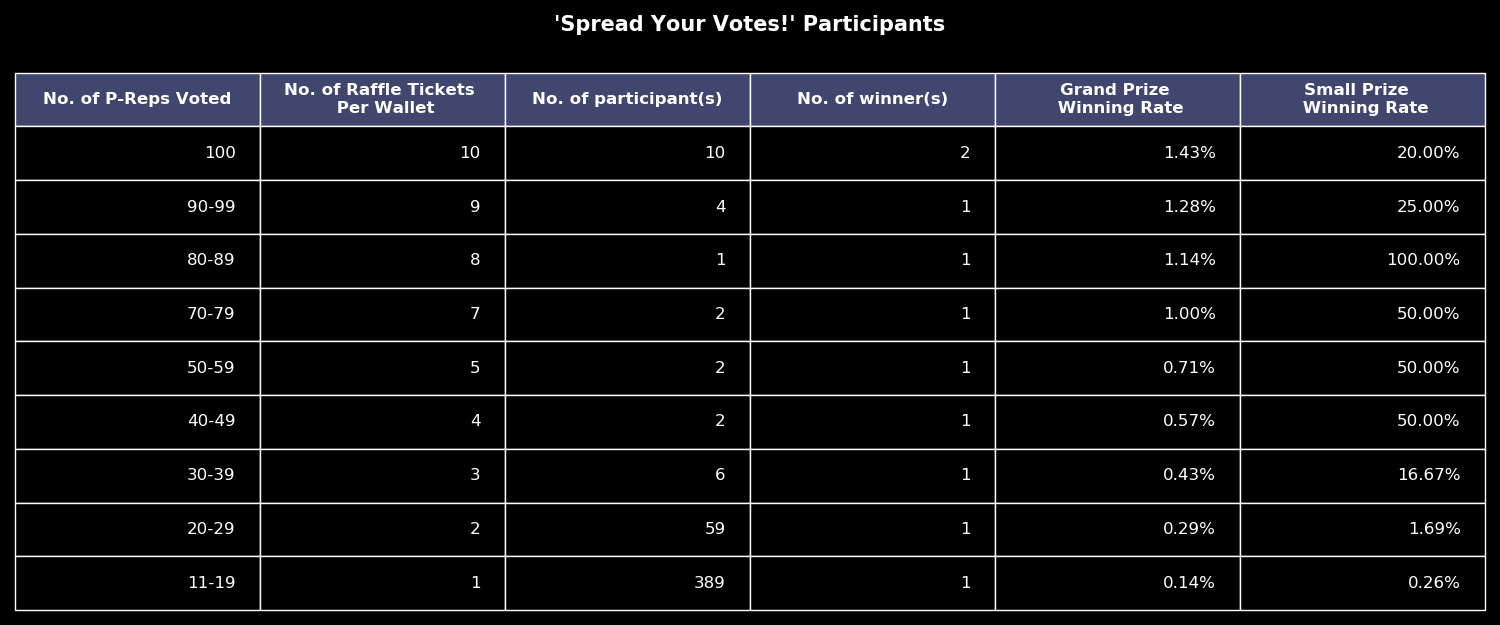 'Spread Your Votes!' Participants
No. of P-Reps Voted No. of Raffle Tickets Per Wallet No. of participant(s) No. of winner(s) Grand Prize Winning Rate Small Prize Winning Rate
100 10 10 2 1.43% 20.00%
90-99 9 4 1 1.28% 25.00%
80-89 8 1 1 1.14% 100.00%
70-79 7 2 1 1.00% 50.00%
50-59 5 2 1 0.71% 50.00%
40-49 4 2 1 0.57% 50.00%
30-39 3 6 1 0.43% 16.67%
20-29 2 59 1 0.29% 1.69%
11-19 1 389 1 0.14% 0.26%